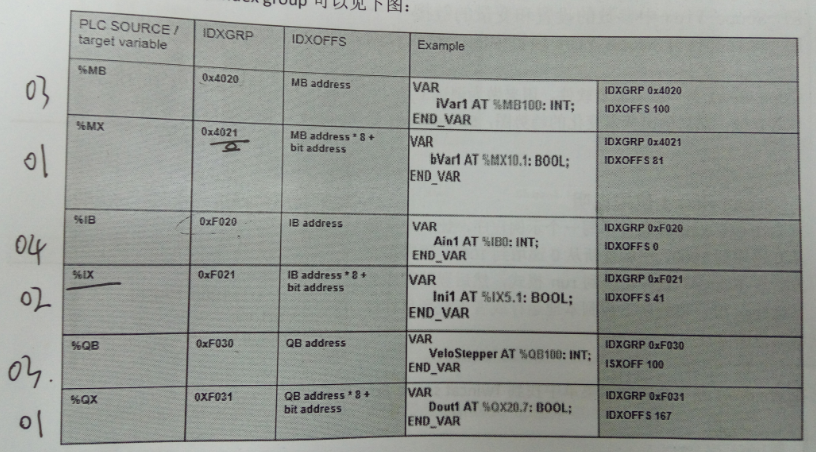 index group 可以见下图：
PLC SOURCE /
target variable
IDXGRP
IDXOFFS
Example
03
%MB
0x4020
MB address
VAR
iVar1 AT %MB100: INT;
END_VAR
IDXGRP 0x4020
IDXOFFS 100
01
%MX
0x4021
MB address * 8 +
bit address
VAR
bVar1 AT %MX10.1: BOOL;
END_VAR
IDXGRP 0x4021
IDXOFFS 81
04
%IB
0xF020
IB address
VAR
Ain1 AT %IB0: INT;
END_VAR
IDXGRP 0xF020
IDXOFFS 0
02
%IX
0xF021
IB address * 8 +
bit address
VAR
Ini1 AT %IX5.1: BOOL;
END_VAR
IDXGRP 0xF021
IDXOFFS 41
03.
%QB
0xF030
QB address
VAR
VeloStepper AT %QB100: INT;
END_VAR
IDXGRP 0xF030
ISXOFF 100
01
%QX
0XF031
QB address * 8 +
bit address
VAR
Dout1 AT %QX20.7: BOOL;
END_VAR
IDXGRP 0xF031
IDXOFFS 167